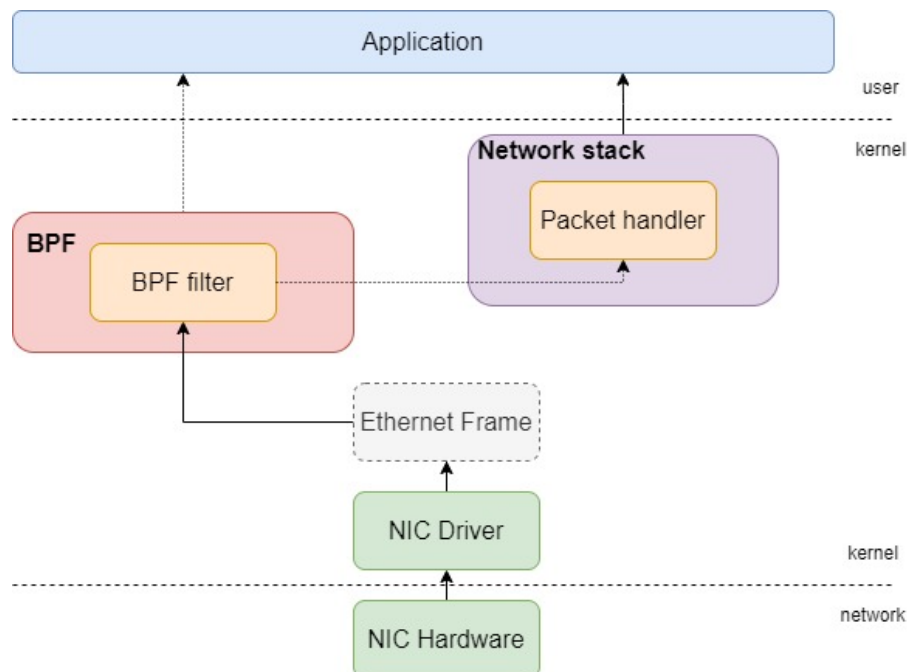 Application
user
kernel
Network stack
Packet handler
BPF
BPF filter
Ethernet Frame
NIC Driver
kernel
network
NIC Hardware